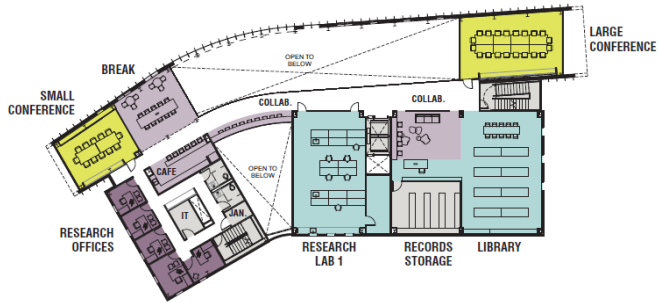 LARGE
CONFERENCE
OPEN TO
BELOW
BREAK
SMALL
CONFERENCE
COLLAB.
COLLAB.
CAFE
OPEN TO
BELOW
IT
JAN.
RESEARCH
OFFICES
RESEARCH
LAB 1
RECORDS
STORAGE
LIBRARY